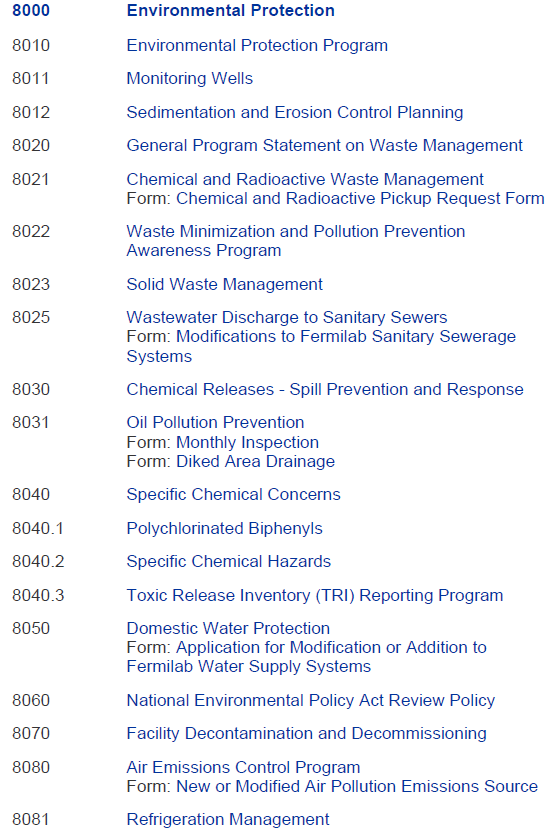 8000 Environmental Protection
8010 Environmental Protection Program
8011 Monitoring Wells
8012 Sedimentation and Erosion Control Planning
8020 General Program Statement on Waste Management
8021 Chemical and Radioactive Waste Management
Form: Chemical and Radioactive Pickup Request Form
8022 Waste Minimization and Pollution Prevention
Awareness Program
8023 Solid Waste Management
8025 Wastewater Discharge to Sanitary Sewers
Form: Modifications to Fermilab Sanitary Sewerage
Systems
8030 Chemical Releases - Spill Prevention and Response
8031 Oil Pollution Prevention
Form: Monthly Inspection
Form: Diked Area Drainage
8040 Specific Chemical Concerns
8040.1 Polychlorinated Biphenyls
8040.2 Specific Chemical Hazards
8040.3 Toxic Release Inventory (TRI) Reporting Program
8050 Domestic Water Protection
Form: Application for Modification or Addition to
Fermilab Water Supply Systems
8060 National Environmental Policy Act Review Policy
8070 Facility Decontamination and Decommissioning
8080 Air Emissions Control Program
Form: New or Modified Air Pollution Emissions Source
8081 Refrigeration Management